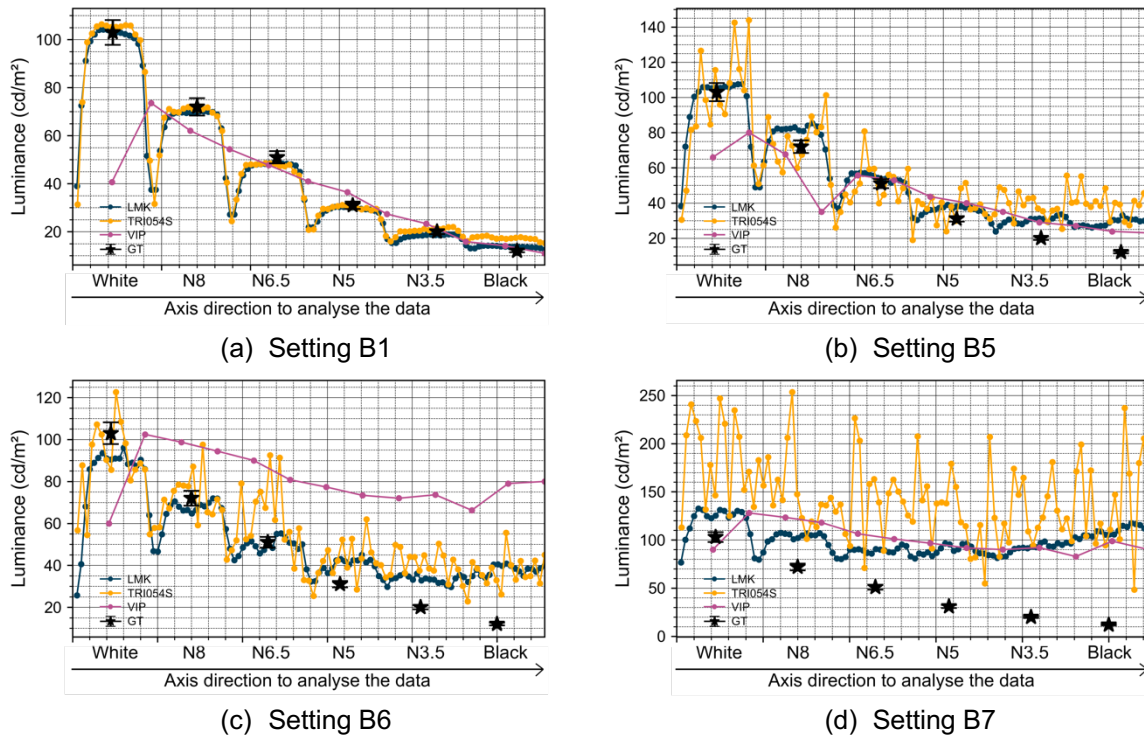 Luminance (cd/m²)
100
80
60
40
20
LMK
TRI054S
VIP
GT
White N8 N6.5 N5 N3.5 Black
Axis direction to analyse the data
(a) Setting B1
Luminance (cd/m²)
140
120
100
80
60
40
20
LMK
TRI054S
VIP
GT
White N8 N6.5 N5 N3.5 Black
Axis direction to analyse the data
(b) Setting B5
Luminance (cd/m²)
120
100
80
60
40
20
LMK
TRI054S
VIP
GT
White N8 N6.5 N5 N3.5 Black
Axis direction to analyse the data
(c) Setting B6
Luminance (cd/m²)
250
200
150
100
50
0
LMK
TRI054S
VIP
GT
White N8 N6.5 N5 N3.5 Black
Axis direction to analyse the data
(d) Setting B7